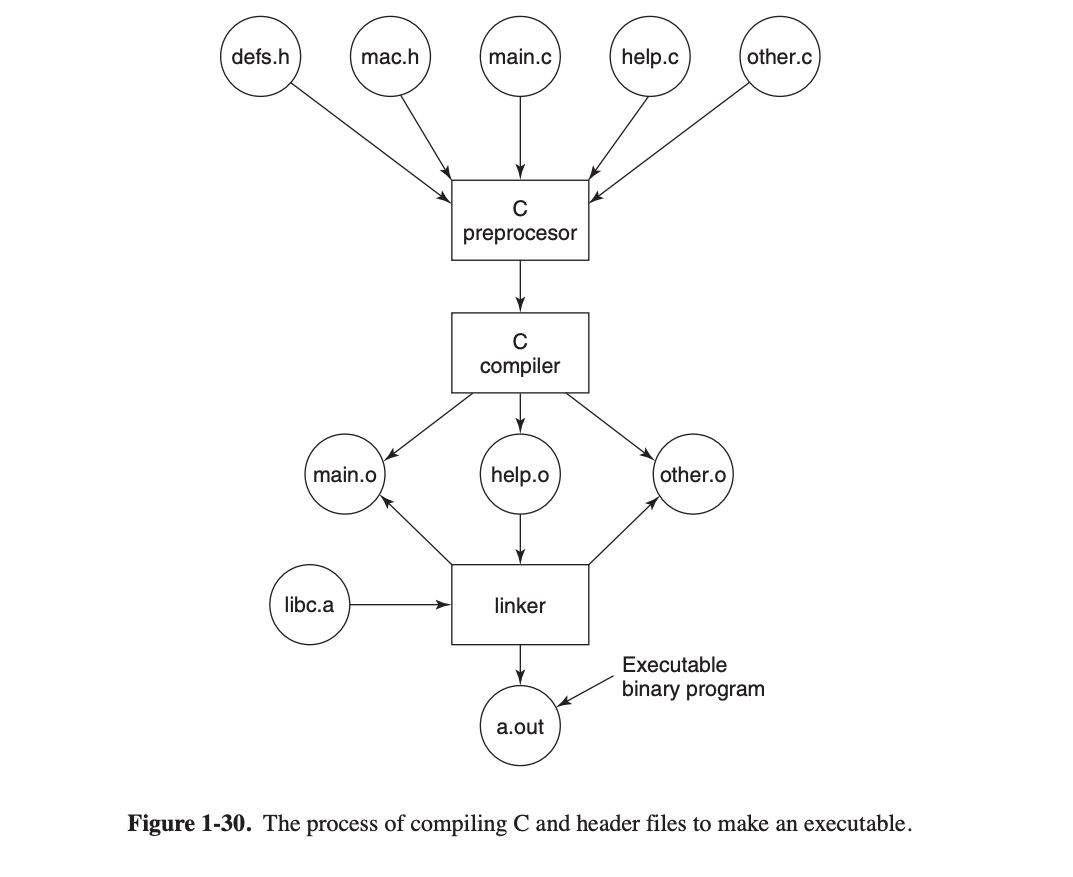 defs.h
mac.h
main.c
help.c
other.c
C
preprocesor
C
compiler
main.o
help.o
other.o
libc.a
linker
Executable
binary program
a.out
Figure 1-30. The process of compiling C and header files to make an executable.